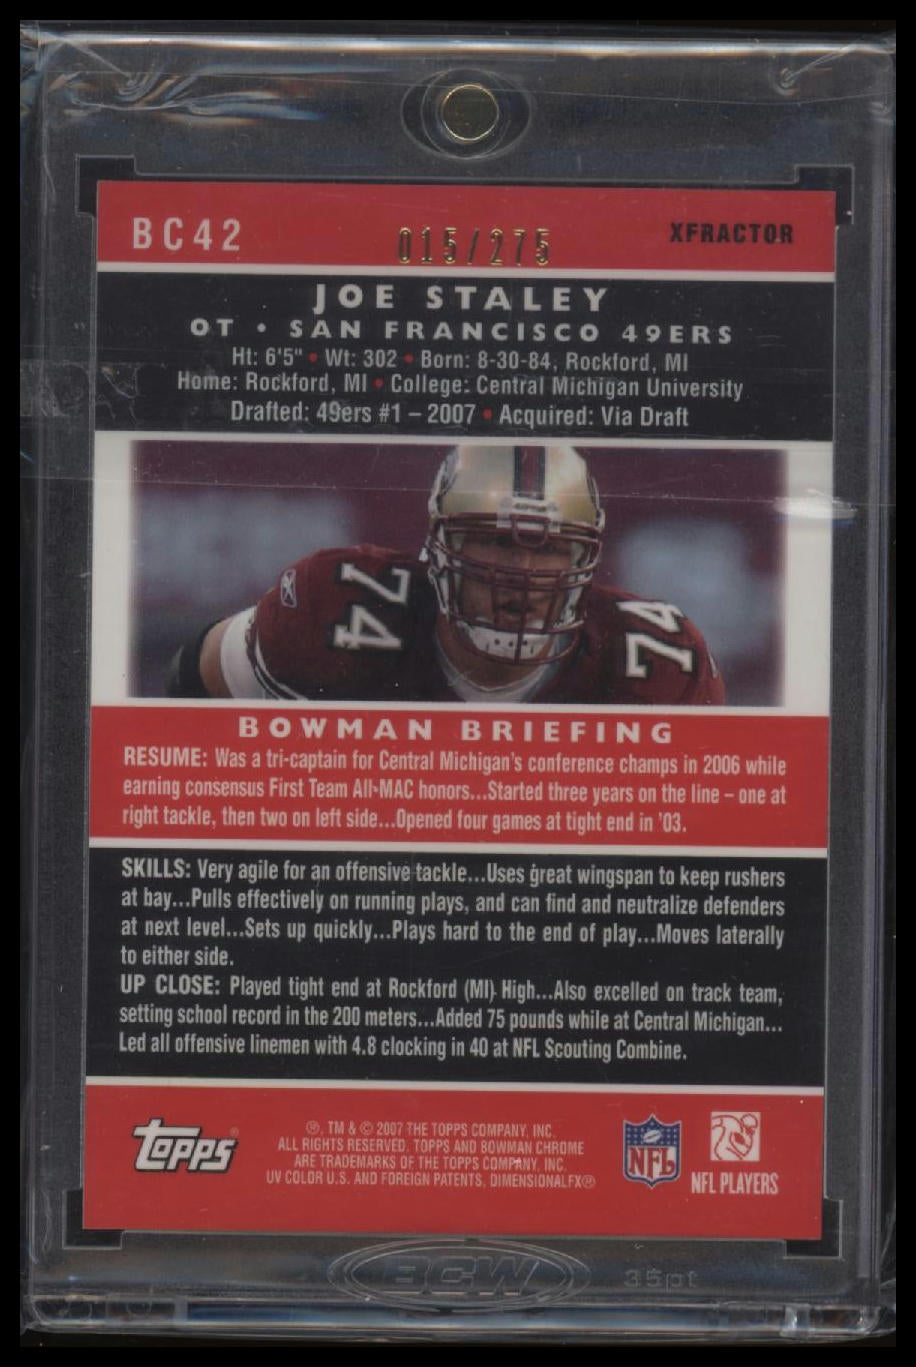 BC42
015/275
XFRACTOR
JOE STALEY
OT • SAN FRANCISCO 49ERS
Ht: 6'5" • Wt: 302 • Born: 8-30-84, Rockford, MI
Home: Rockford, MI • College: Central Michigan University
Drafted: 49ers #1 – 2007 • Acquired: Via Draft
74
74
BOWMAN BRIEFING
RESUME: Was a tri-captain for Central Michigan's conference champs in 2006 while
earning consensus First Team All-MAC honors...Started three years on the line – one at
right tackle, then two on left side...Opened four games at tight end in '03.
SKILLS: Very agile for an offensive tackle...Uses great wingspan to keep rushers
at bay...Pulls effectively on running plays, and can find and neutralize defenders
at next level...Sets up quickly...Plays hard to the end of play...Moves laterally
to either side.
UP CLOSE: Played tight end at Rockford (MI) High...Also excelled on track team,
setting school record in the 200 meters...Added 75 pounds while at Central Michigan...
Led all offensive linemen with 4.8 clocking in 40 at NFL Scouting Combine.
Topps®
®, TM & © 2007 THE TOPPS COMPANY, INC.
ALL RIGHTS RESERVED. TOPPS AND BOWMAN CHROME
ARE TRADEMARKS OF THE TOPPS COMPANY, INC.
UV COLOR U.S. AND FOREIGN PATENTS, DIMENSIONALFX®
NFL
NFL PLAYERS
BCW
35pt